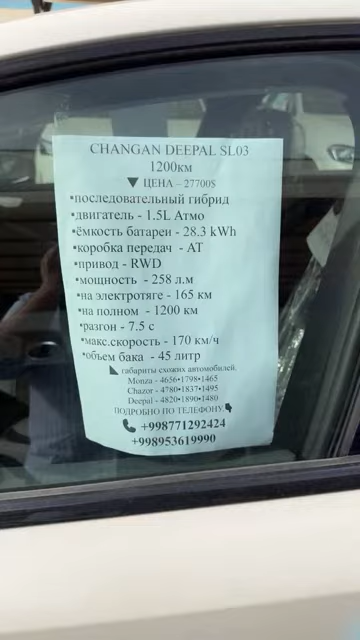 CHANGAN DEEPAL SL03
1200км
▼ ЦЕНА – 27700$
•последовательный гибрид
•двигатель - 1.5L Атмо
•ёмкость батареи - 28.3 kWh
•коробка передач - АТ
•привод - RWD
•мощность - 258 л.м
•на электротяге - 165 км
•на полном - 1200 км
•разгон - 7.5 с
•макс.скорость - 170 км/ч
•объем бака - 45 литр
◣ габариты схожих автомобилей.
Monza - 4656•1798•1465
Chazor - 4780•1837•1495
Deepal - 4820•1890•1480
ПОДРОБНО ПО ТЕЛЕФОНУ.👇
📞 +998771292424
+998953619990